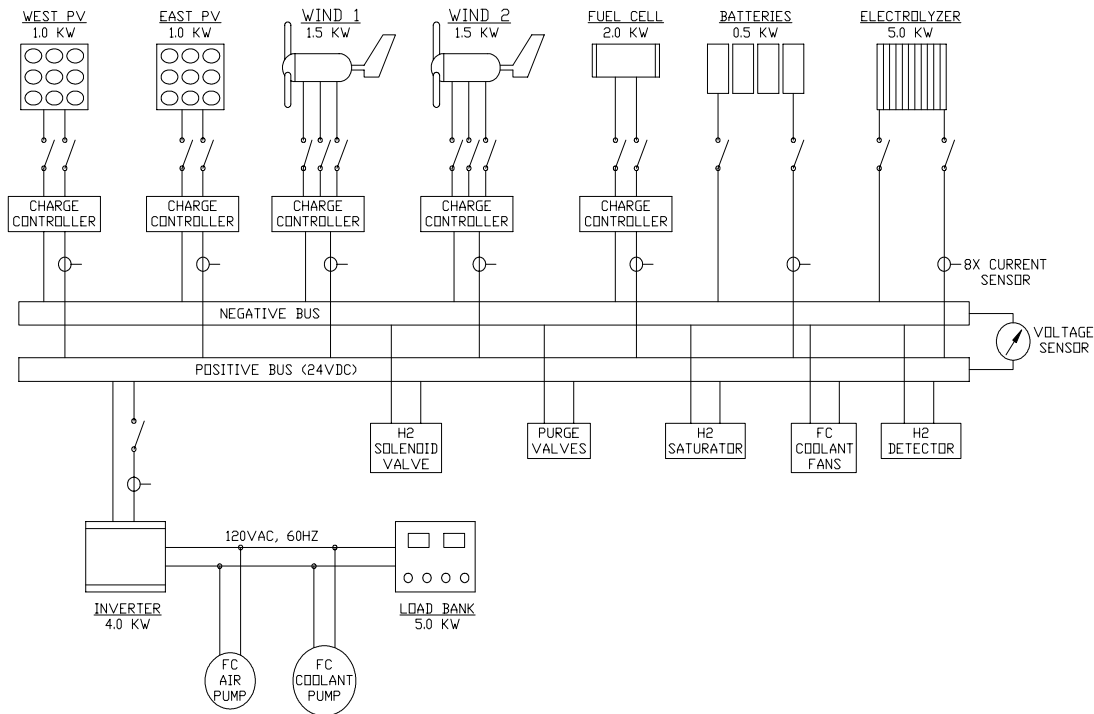 WEST PV
1.0 KW
EAST PV
1.0 KW
WIND 1
1.5 KW
WIND 2
1.5 KW
FUEL CELL
2.0 KW
BATTERIES
0.5 KW
ELECTROLYZER
5.0 KW
CHARGE
CONTROLLER
CHARGE
CONTROLLER
CHARGE
CONTROLLER
CHARGE
CONTROLLER
CHARGE
CONTROLLER
8X CURRENT
SENSOR
NEGATIVE BUS
VOLTAGE
SENSOR
POSITIVE BUS (24VDC)
H2
SOLENOID
VALVE
PURGE
VALVES
H2
SATURATOR
FC
COOLANT
FANS
H2
DETECTOR
120VAC, 60HZ
INVERTER
4.0 KW
LOAD BANK
5.0 KW
FC
AIR
PUMP
FC
COOLANT
PUMP